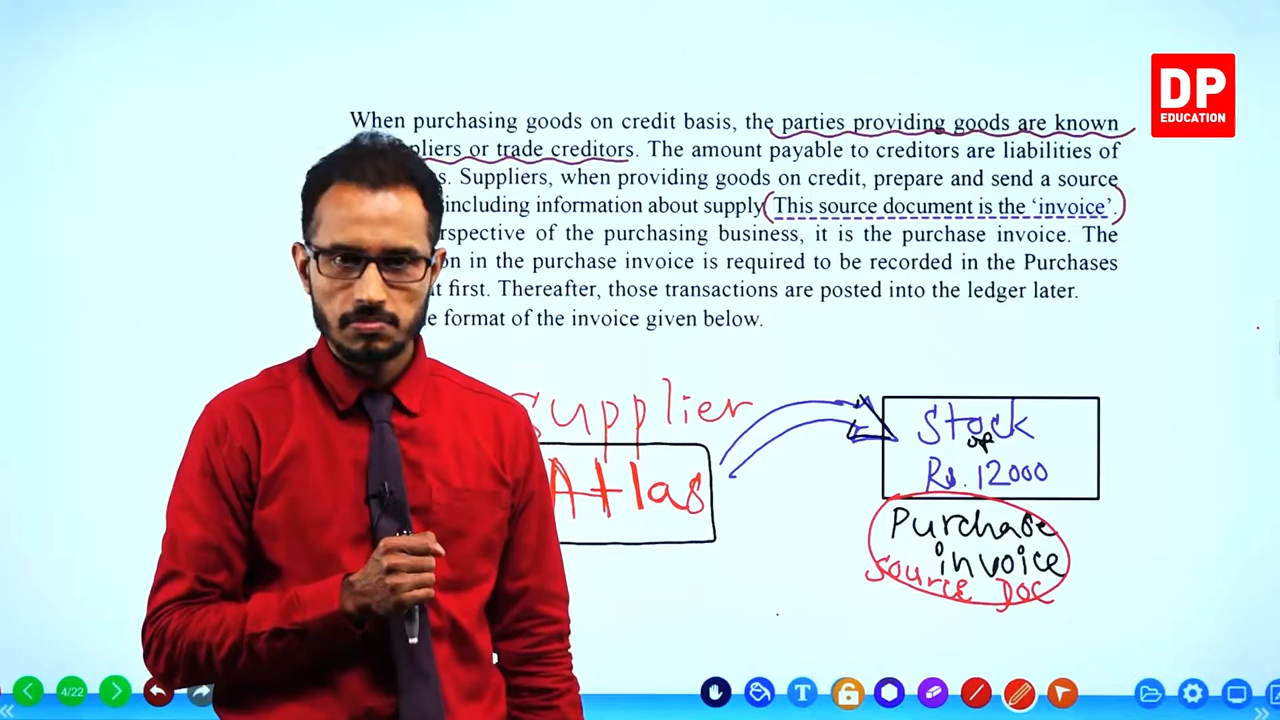 DP
EDUCATION
When purchasing goods on credit basis, the parties providing goods are known
or trade creditors. The amount payable to creditors are liabilities of
Suppliers, when providing goods on credit, prepare and send a source
including information about supply. This source document is the ‘invoice’.
of the purchasing business, it is the purchase invoice. The
in the purchase invoice is required to be recorded in the Purchases
first. Thereafter, those transactions are posted into the ledger later.
format of the invoice given below.
Supplier
Atlas
Stock
Rs. 12000
Purchase
invoice
Source Doc
4/22
T